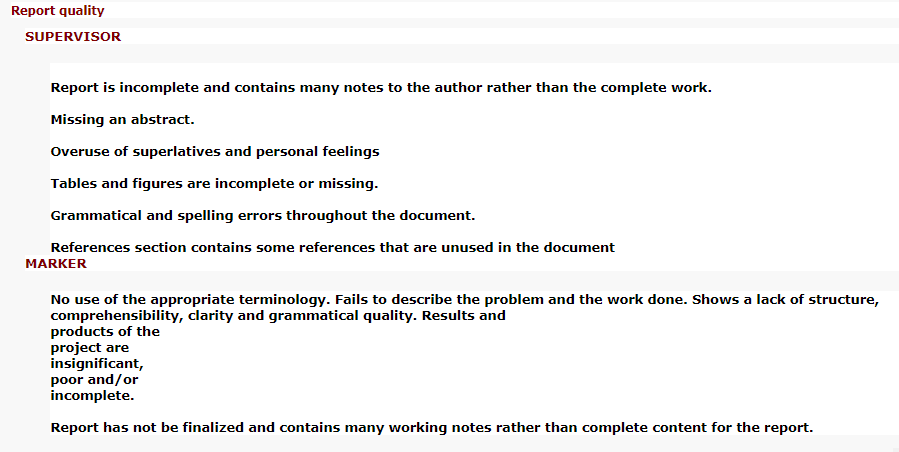 Report quality
SUPERVISOR
Report is incomplete and contains many notes to the author rather than the complete work.
Missing an abstract.
Overuse of superlatives and personal feelings
Tables and figures are incomplete or missing.
Grammatical and spelling errors throughout the document.
References section contains some references that are unused in the document
MARKER
No use of the appropriate terminology. Fails to describe the problem and the work done. Shows a lack of structure,
comprehensibility, clarity and grammatical quality. Results and
products of the
project are
insignificant,
poor and/or
incomplete.
Report has not be finalized and contains many working notes rather than complete content for the report.